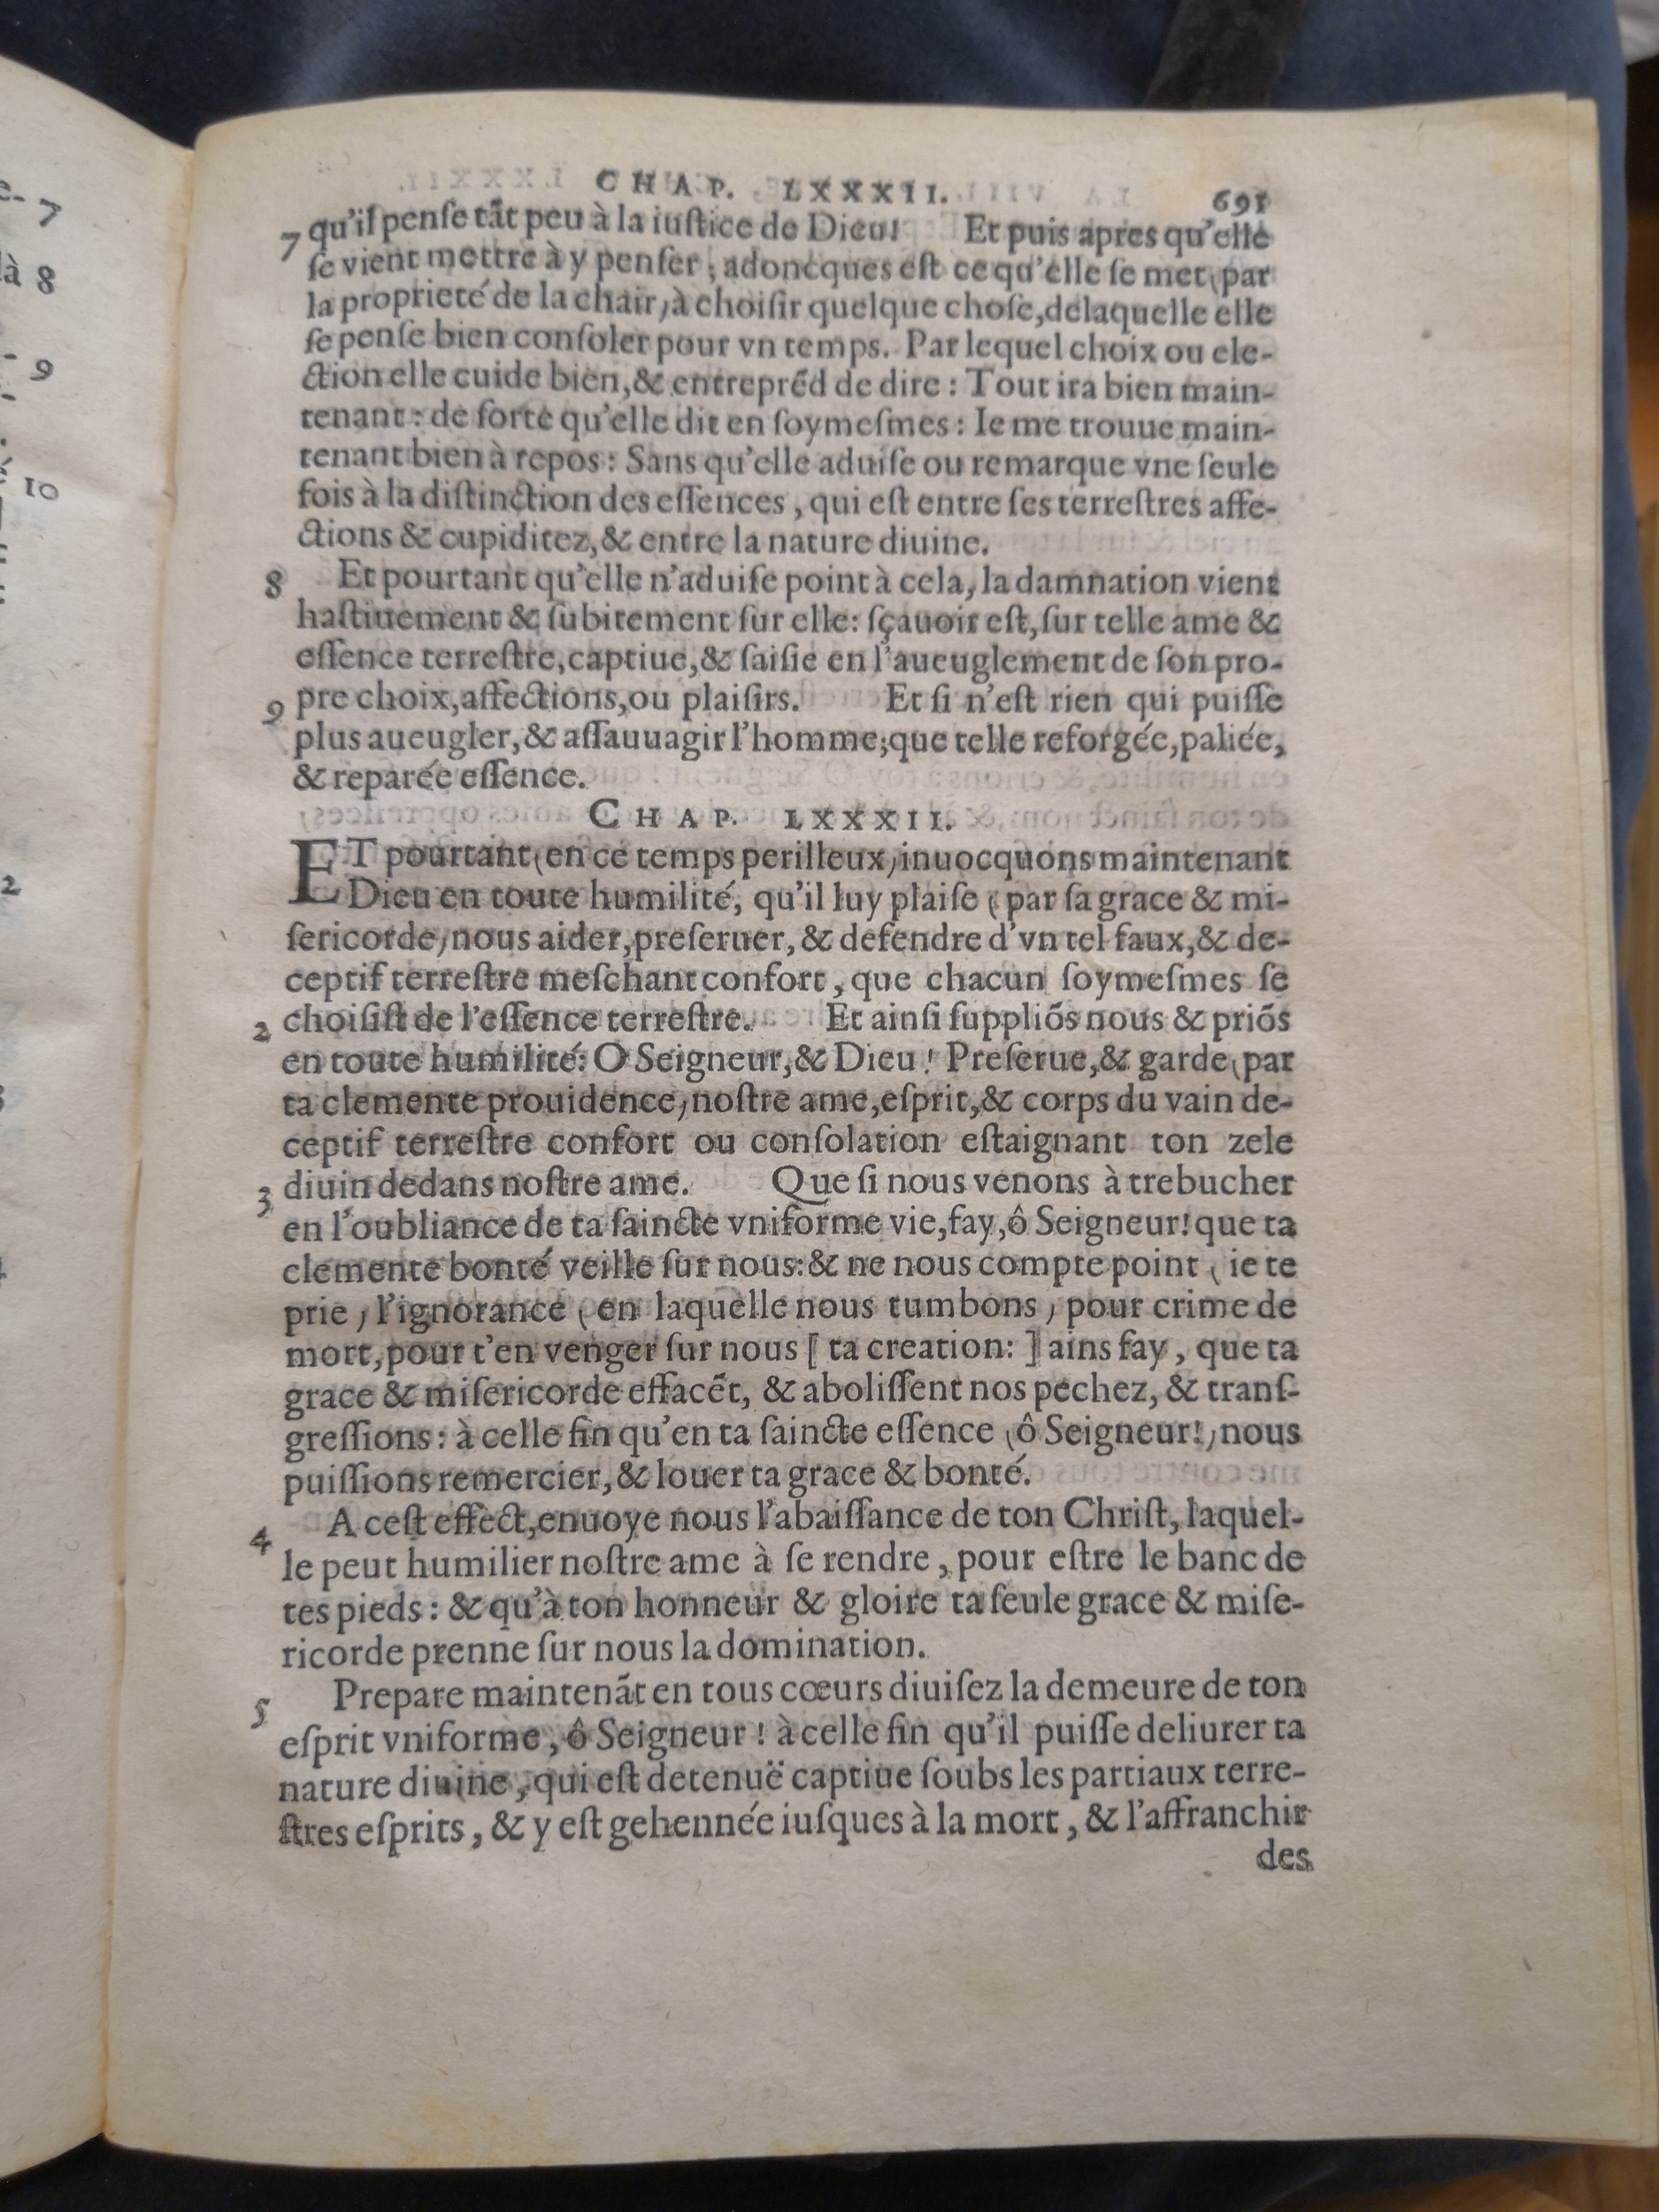 CHAP. LXXXII. 691
qu'il penſe tãt peu à la iuſtice de Dieu! Et puis apres qu'elle
7 ſe vient mettre à y penſer, adoncques eſt ce qu'elle ſe met (par
la proprieté de la chair) à choiſir quelque choſe, delaquelle elle
ſe penſe bien conſoler pour vn temps. Par lequel choix ou ele-
ction elle cuide bien, & entreprẽd de dire : Tout ira bien main-
tenant : de ſorte qu'elle dit en ſoymeſmes : Ie me trouue main-
tenant bien à repos : Sans qu'elle aduiſe ou remarque vne ſeule
fois à la diſtinction des eſſences, qui eſt entre ſes terreſtres affe-
ctions & cupiditez, & entre la nature diuine.
8 Et pourtant qu'elle n'aduiſe point à cela, la damnation vient
haſtiuement & ſubitement ſur elle: ſçauoir eſt, ſur telle ame &
eſſence terreſtre, captiue, & ſaiſie en l'aueuglement de ſon pro-
9 pre choix, affections, ou plaiſirs. Et ſi n'eſt rien qui puiſſe
plus aueugler, & aſſauuagir l'homme; que telle reforgée, paliée,
& reparée eſſence.
CHAP. LXXXII.
ET pourtant (en ce temps perilleux) inuocquons maintenant
Dieu en toute humilité, qu'il luy plaiſe (par ſa grace & mi-
ſericorde) nous aider, preſeruer, & defendre d'vn tel faux, & de-
ceptif terreſtre meſchant confort, que chacun ſoymeſmes ſe
2 choiſiſt de l'eſſence terreſtre. Et ainſi ſuppliõs nous & priõs
en toute humilité: O Seigneur, & Dieu ! Preſerue, & garde (par
ta clemente prouidence) noſtre ame, eſprit, & corps du vain de-
ceptif terreſtre confort ou conſolation eſtaignant ton zele
3 diuin dedans noſtre ame. Que ſi nous venons à trebucher
en l'oubliance de ta ſaincte vniforme vie, fay, ô Seigneur! que ta
clemente bonté veille ſur nous: & ne nous compte point (ie te
prie) l'ignorance (en laquelle nous tumbons) pour crime de
mort, pour t'en venger ſur nous [ ta creation: ] ains fay, que ta
grace & miſericorde effacẽt, & aboliſſent nos pechez, & tranſ-
greſſions : à celle fin qu'en ta ſaincte eſſence (ô Seigneur!) nous
puiſſions remercier, & louer ta grace & bonté.
4 A ceſt effect, enuoye nous l'abaiſſance de ton Chriſt, laquel-
le peut humilier noſtre ame à ſe rendre, pour eſtre le banc de
tes pieds : & qu'à ton honneur & gloire ta ſeule grace & miſe-
ricorde prenne ſur nous la domination.
5 Prepare maintenãt en tous cœurs diuiſez la demeure de ton
eſprit vniforme, ô Seigneur ! à celle fin qu'il puiſſe deliurer ta
nature diuine, qui eſt detenuë captiue ſoubs les partiaux terre-
ſtres eſprits, & y eſt gehennée iuſques à la mort, & l'affranchir
des